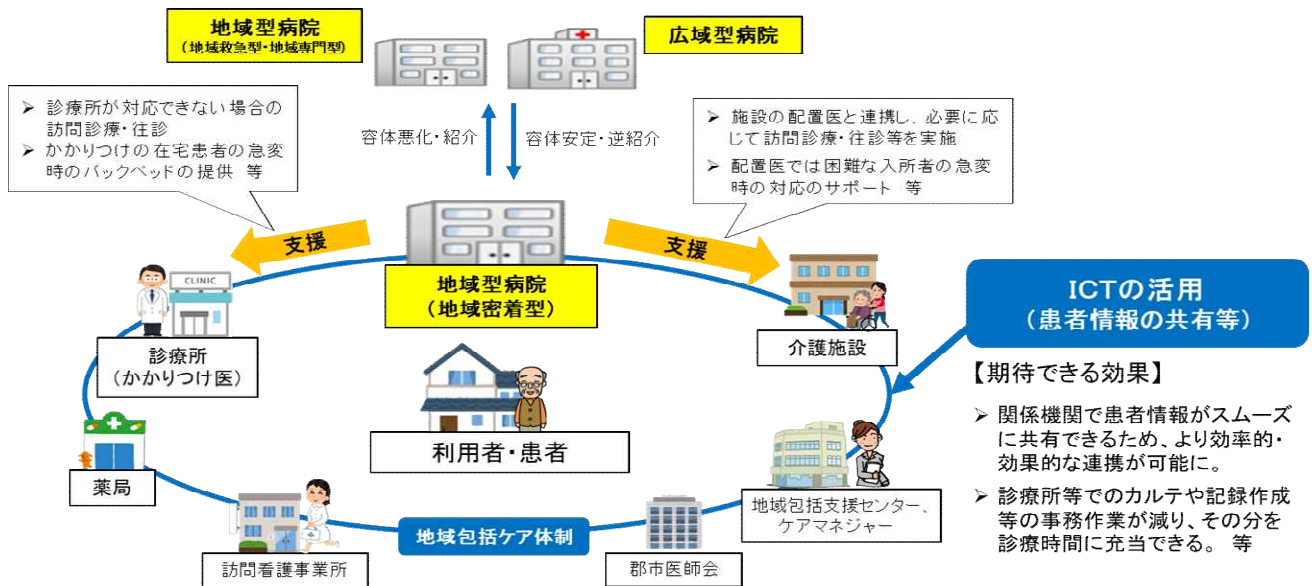 地域型病院
(地域救急型・地域専門型)
広域型病院
➢ 診療所が対応できない場合の
訪問診療・往診
➢ かかりつけの在宅患者の急変
時のバックベッドの提供 等
容体悪化・紹介
容体安定・逆紹介
➢ 施設の配置医と連携し、必要に応
じて訪問診療・往診等を実施
➢ 配置医では困難な入所者の急変
時の対応のサポート 等
支援
支援
地域型病院
(地域密着型)
CLINIC
診療所
(かかりつけ医)
介護施設
ICTの活用
(患者情報の共有等)
【期待できる効果】
➢ 関係機関で患者情報がスムーズ
に共有できるため、より効率的・
効果的な連携が可能に。
➢ 診療所等でのカルテや記録作成
等の事務作業が減り、その分を
診療時間に充当できる。 等
利用者・患者
薬局
地域包括支援センター、
ケアマネジャー
地域包括ケア体制
訪問看護事業所
郡市医師会